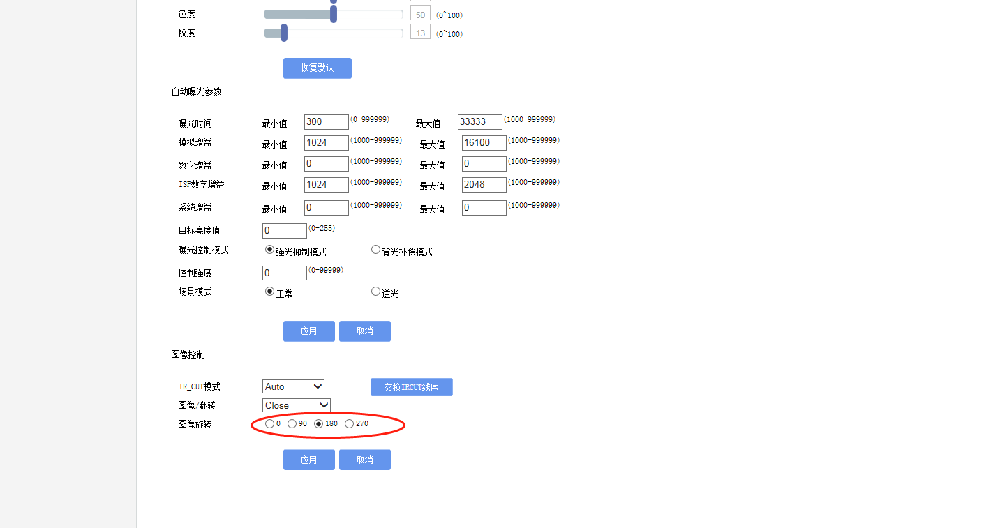 色度 50 (0~100)
锐度 13 (0~100)
恢复默认
自动曝光参数
曝光时间 最小值 300 (0-999999) 最大值 33333 (1000-999999)
模拟增益 最小值 1024 (1000-999999) 最大值 16100 (1000-999999)
数字增益 最小值 0 (1000-999999) 最大值 0 (1000-999999)
ISP数字增益 最小值 1024 (1000-999999) 最大值 2048 (1000-999999)
系统增益 最小值 0 (1000-999999) 最大值 0 (1000-999999)
目标亮度值 0 (0-255)
曝光控制模式 强光抑制模式 背光补偿模式
控制强度 0 (0-99999)
场景模式 正常 逆光
应用 取消
图像控制
IR_CUT模式 Auto 交换IRCUT线序
图像/翻转 Close
图像旋转 0 90 180 270
应用 取消